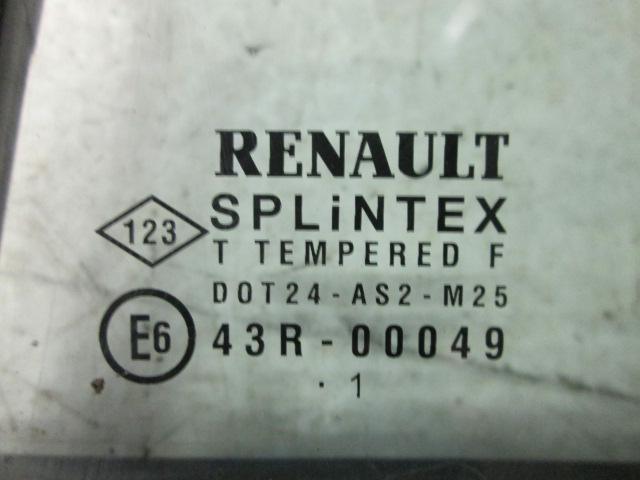 RENAULT
SPLiNTEX
123
T TEMPERED F
DOT24-AS2-M25
E6 43R-00049
. 1